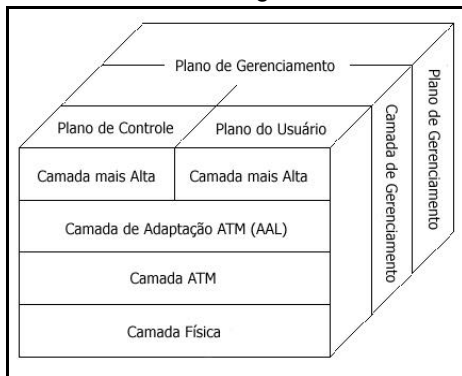 Plano de Gerenciamento
Plano de Controle
Plano do Usuário
Camada mais Alta
Camada mais Alta
Camada de Adaptação ATM (AAL)
Camada ATM
Camada Física
Camada de Gerenciamento
Plano de Gerenciamento